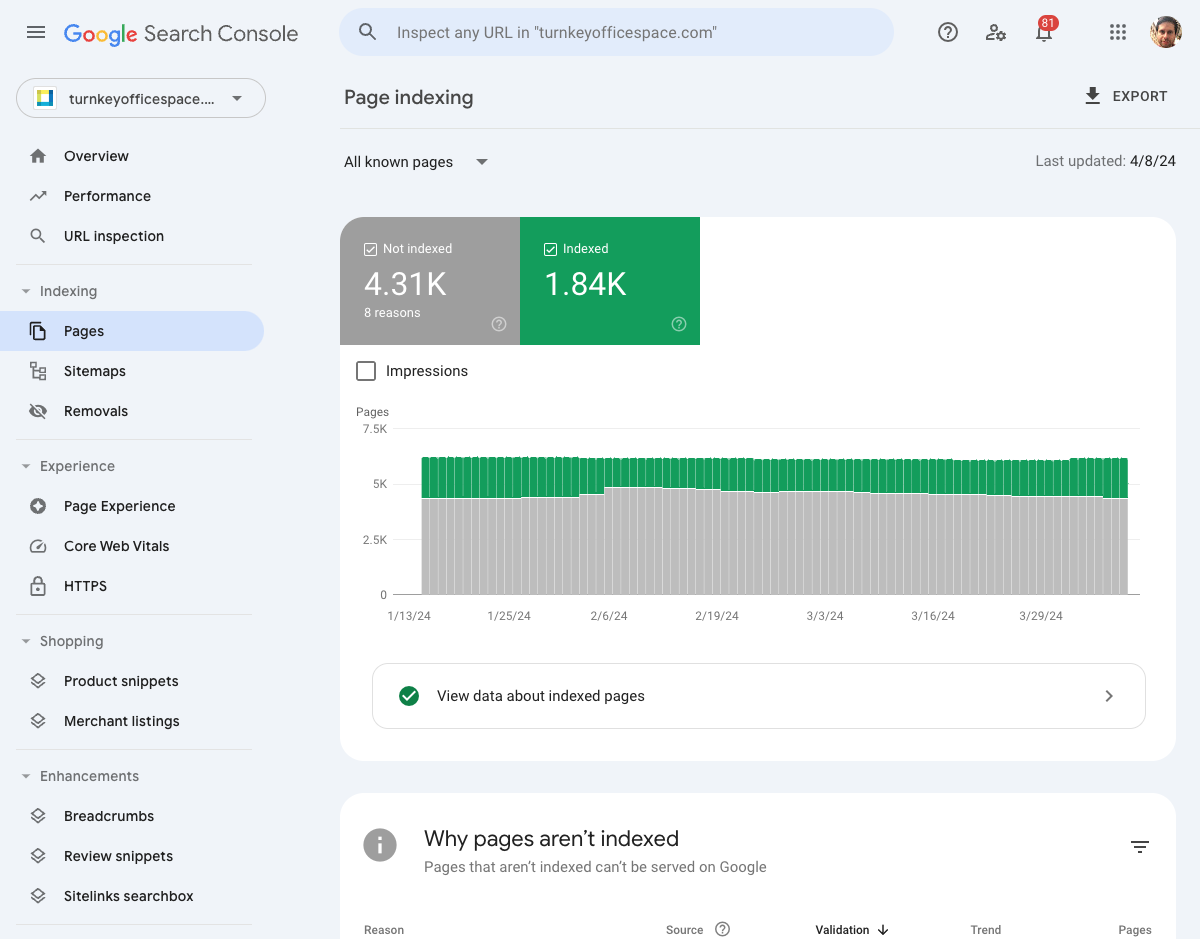 Google Search Console
Inspect any URL in "turnkeyofficespace.com"
81
turnkeyofficespace....
Page indexing
EXPORT
Overview
Performance
URL inspection
Indexing
Pages
Sitemaps
Removals
Experience
Page Experience
Core Web Vitals
HTTPS
Shopping
Product snippets
Merchant listings
Enhancements
Breadcrumbs
Review snippets
Sitelinks searchbox
All known pages
Last updated: 4/8/24
Not indexed
4.31K
8 reasons
Indexed
1.84K
Impressions
Pages
7.5K
5K
2.5K
0
1/13/24 1/25/24 2/6/24 2/19/24 3/3/24 3/16/24 3/29/24
View data about indexed pages
Why pages aren’t indexed
Pages that aren’t indexed can’t be served on Google
Reason Source Validation Trend Pages